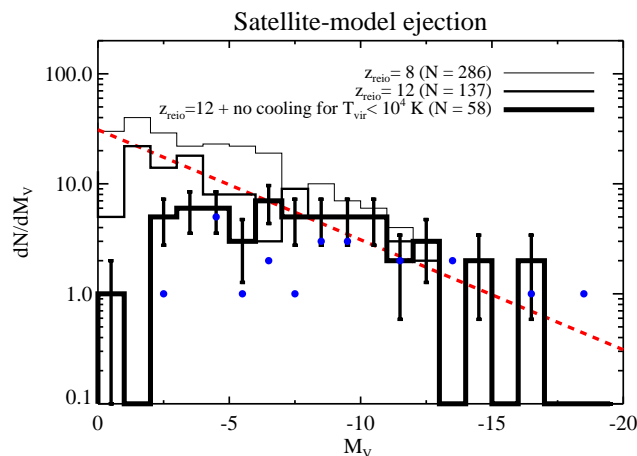 Satellite-model ejection
z_reio= 8 (N = 286)
z_reio= 12 (N = 137)
z_reio=12 + no cooling for T_vir< 10^4 K (N = 58)
dN/dM_V
100.0
10.0
1.0
0.1
0 -5 -10 -15 -20
M_V